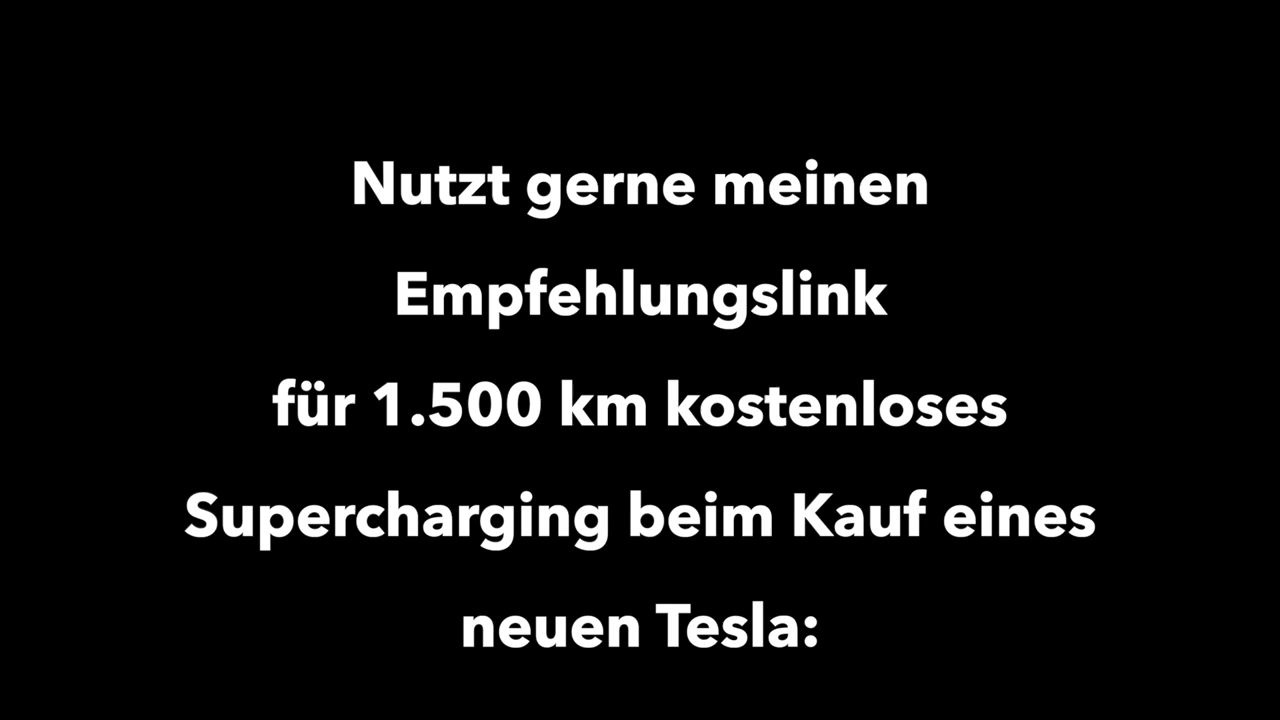 Nutzt gerne meinen
Empfehlungslink
für 1.500 km kostenloses
Supercharging beim Kauf eines
neuen Tesla: